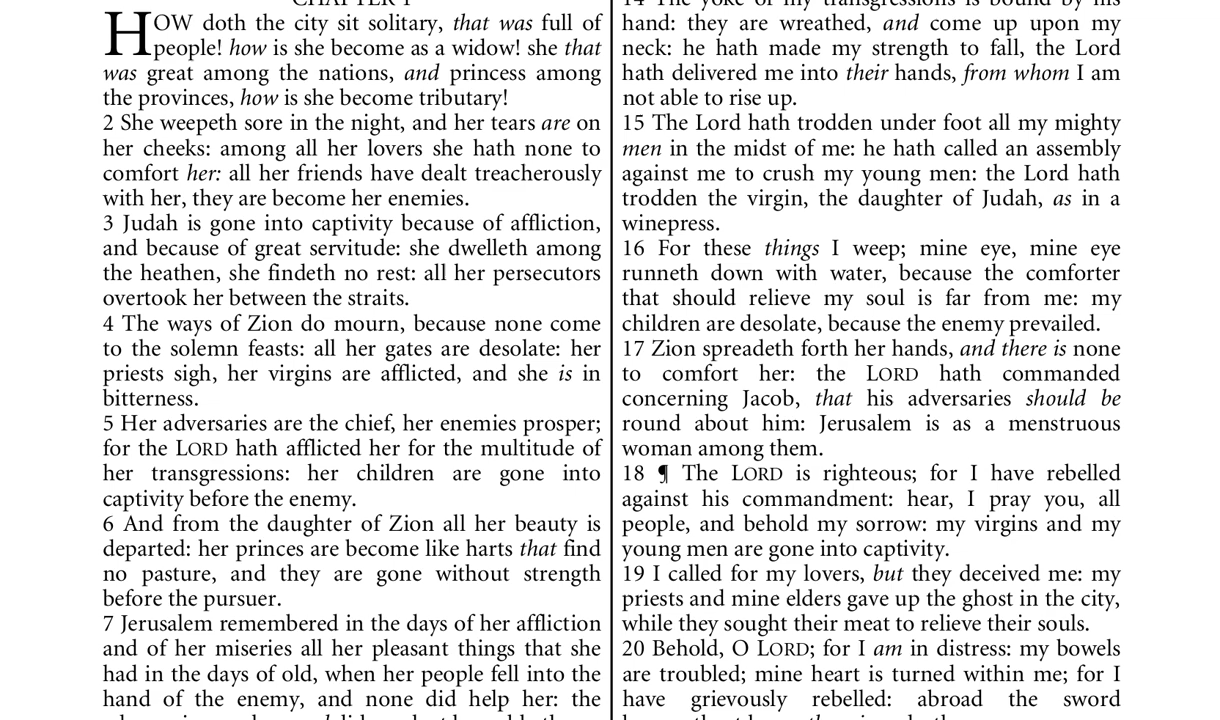 CHAPTER 1
HOW doth the city sit solitary, that was full of
people! how is she become as a widow! she that
was great among the nations, and princess among
the provinces, how is she become tributary!
2 She weepeth sore in the night, and her tears are on
her cheeks: among all her lovers she hath none to
comfort her: all her friends have dealt treacherously
with her, they are become her enemies.
3 Judah is gone into captivity because of affliction,
and because of great servitude: she dwelleth among
the heathen, she findeth no rest: all her persecutors
overtook her between the straits.
4 The ways of Zion do mourn, because none come
to the solemn feasts: all her gates are desolate: her
priests sigh, her virgins are afflicted, and she is in
bitterness.
5 Her adversaries are the chief, her enemies prosper;
for the LORD hath afflicted her for the multitude of
her transgressions: her children are gone into
captivity before the enemy.
6 And from the daughter of Zion all her beauty is
departed: her princes are become like harts that find
no pasture, and they are gone without strength
before the pursuer.
7 Jerusalem remembered in the days of her affliction
and of her miseries all her pleasant things that she
had in the days of old, when her people fell into the
hand of the enemy, and none did help her: the
14 The yoke of my transgressions is bound by his
hand: they are wreathed, and come up upon my
neck: he hath made my strength to fall, the Lord
hath delivered me into their hands, from whom I am
not able to rise up.
15 The Lord hath trodden under foot all my mighty
men in the midst of me: he hath called an assembly
against me to crush my young men: the Lord hath
trodden the virgin, the daughter of Judah, as in a
winepress.
16 For these things I weep; mine eye, mine eye
runneth down with water, because the comforter
that should relieve my soul is far from me: my
children are desolate, because the enemy prevailed.
17 Zion spreadeth forth her hands, and there is none
to comfort her: the LORD hath commanded
concerning Jacob, that his adversaries should be
round about him: Jerusalem is as a menstruous
woman among them.
18 ¶ The LORD is righteous; for I have rebelled
against his commandment: hear, I pray you, all
people, and behold my sorrow: my virgins and my
young men are gone into captivity.
19 I called for my lovers, but they deceived me: my
priests and mine elders gave up the ghost in the city,
while they sought their meat to relieve their souls.
20 Behold, O LORD; for I am in distress: my bowels
are troubled; mine heart is turned within me; for I
have grievously rebelled: abroad the sword